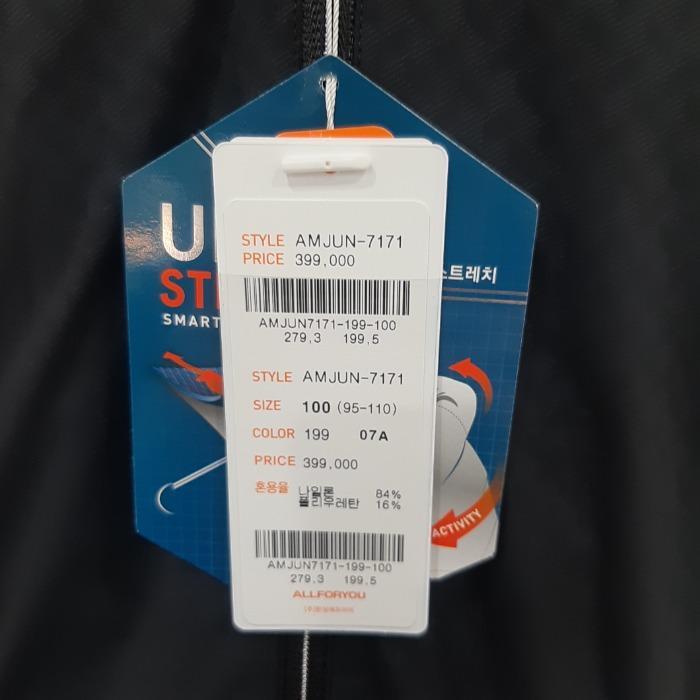 스트레치
SMART
STYLE AMJUN-7171
PRICE 399,000
AMJUN7171-199-100
279,3 199,5
STYLE AMJUN-7171
SIZE 100 (95-110)
COLOR 199 07A
PRICE 399,000
혼용율 나일론 84%
폴리우레탄 16%
ACTIVITY
AMJUN7171-199-100
279,3 199,5
ALLFORYOU